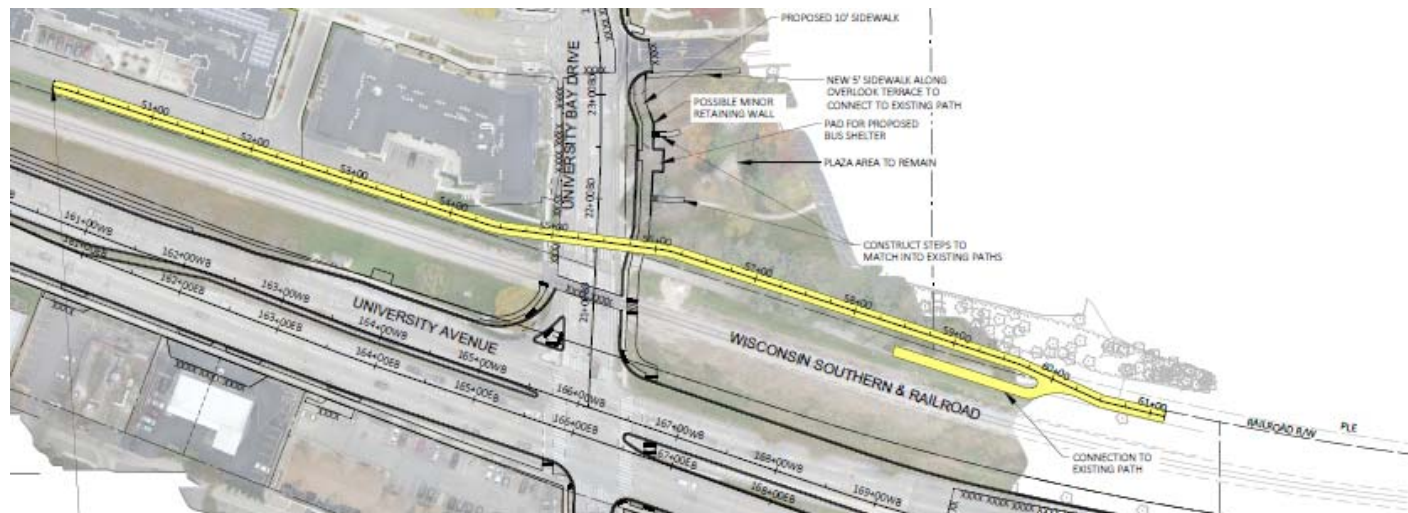 PROPOSED 10' SIDEWALK
NEW 5' SIDEWALK ALONG
OVERLOOK TERRACE TO
CONNECT TO EXISTING PATH
POSSIBLE MINOR
RETAINING WALL
PAD FOR PROPOSED
BUS SHELTER
PLAZA AREA TO REMAIN
CONSTRUCT STEPS TO
MATCH INTO EXISTING PATHS
UNIVERSITY BAY DRIVE
23+00BD
22+00BD
51+00
52+00
53+00
54+00
57+00
58+00
59+00
60+00
61+00
161+00WB
162+00WB
163+00WB
164+00WB
165+00WB
166+00WB
167+00WB
168+00WB
169+00WB
162+00EB
163+00EB
164+00EB
165+00EB
166+00EB
168+00EB
UNIVERSITY AVENUE
WISCONSIN SOUTHERN & RAILROAD
RAILROAD R/W
PLE
CONNECTION TO
EXISTING PATH